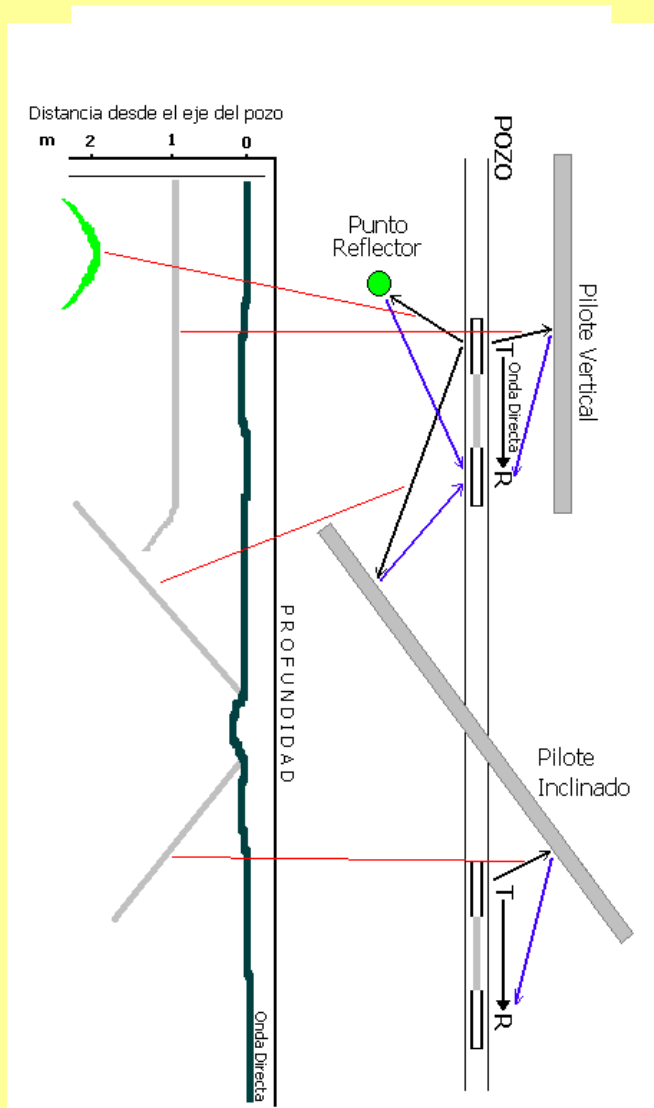 Distancia desde el eje del pozo
m 2 1 0
PROFUNDIDAD
Onda Directa
POZO
Punto
Reflector
Pilote Vertical
T
Onda Directa
R
Pilote
Inclinado
T
R